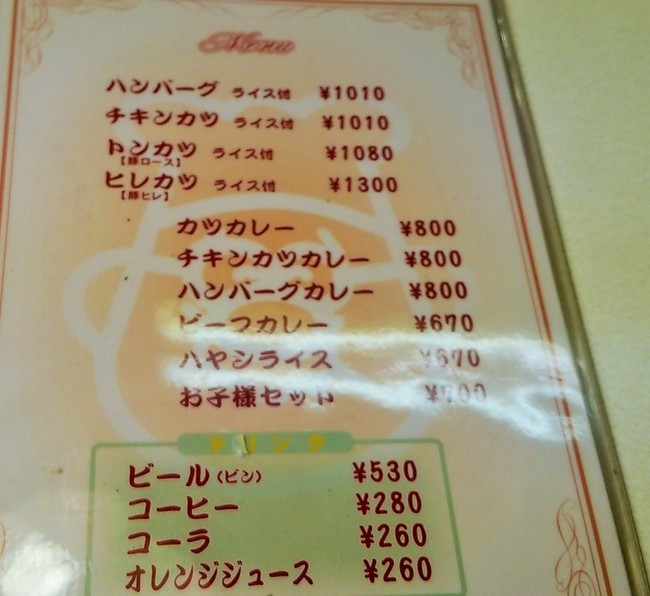 Menu
ハンバーグ ライス付 ¥1010
チキンカツ ライス付 ¥1010
トンカツ ライス付 ¥1080
【豚ロース】
ヒレカツ ライス付 ¥1300
【豚ヒレ】
カツカレー ¥800
チキンカツカレー ¥800
ハンバーグカレー ¥800
ビーフカレー ¥670
ハヤシライス ¥670
お子様セット ¥700
ドリンク
ビール(ビン) ¥530
コーヒー ¥280
コーラ ¥260
オレンジジュース ¥260